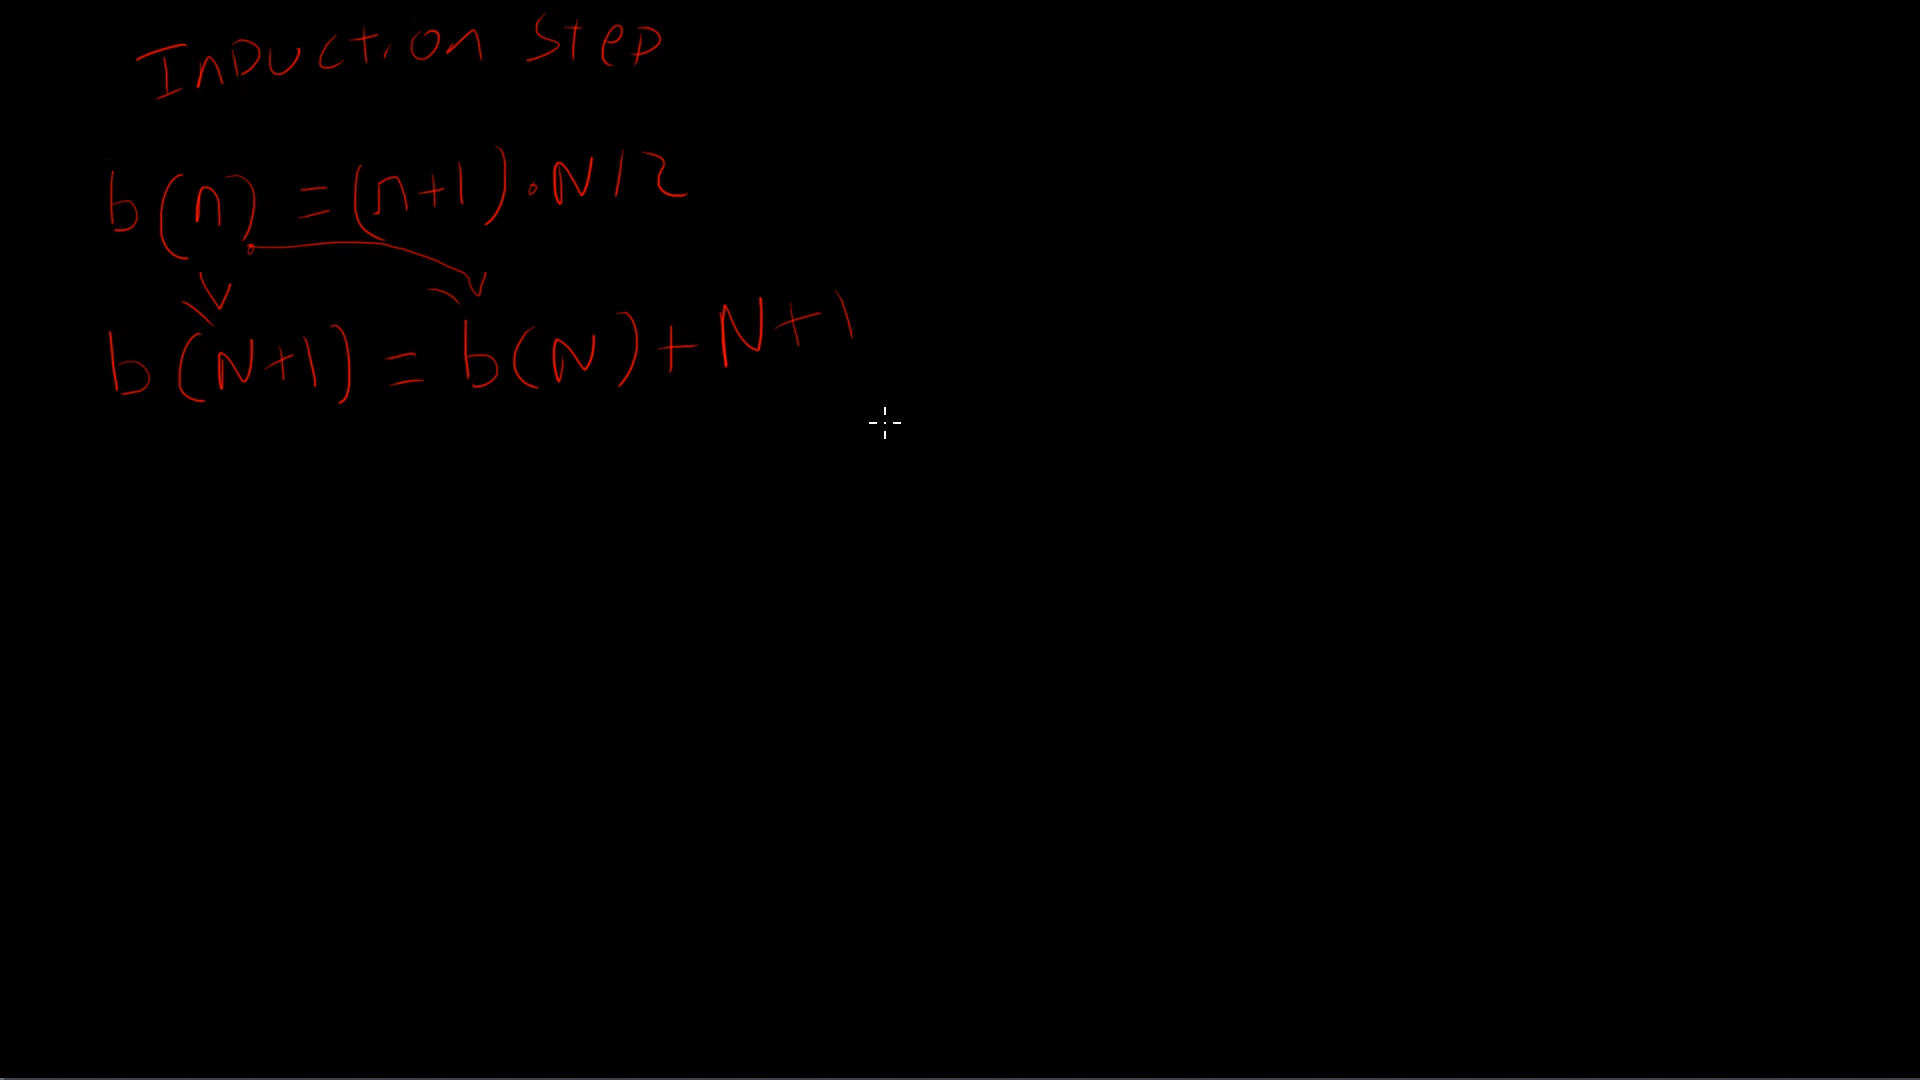 Induction Step
b(n) = (n+1) · N/2
b(N+1) = b(N) + N+1